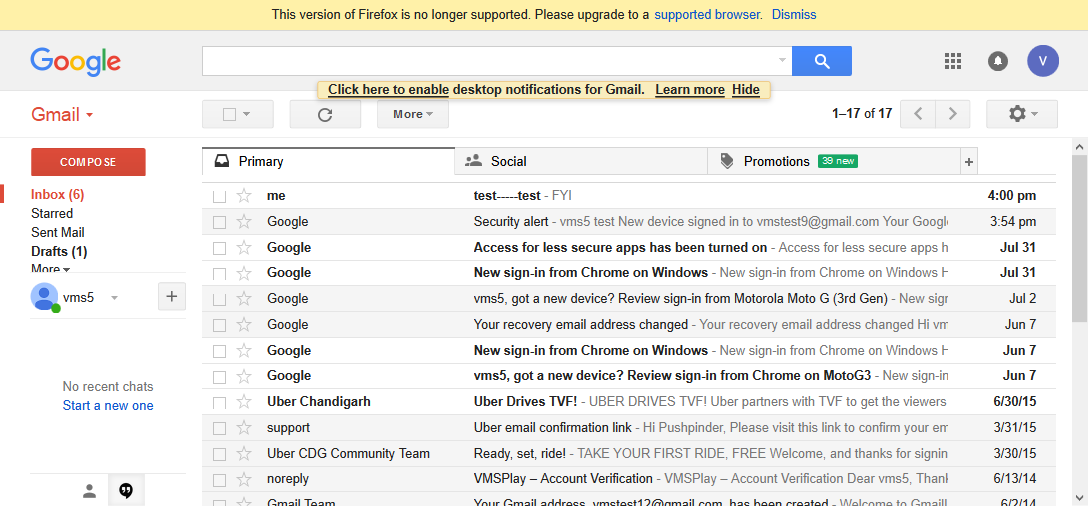 This version of Firefox is no longer supported. Please upgrade to a supported browser. Dismiss
Google
V
Click here to enable desktop notifications for Gmail. Learn more Hide
Gmail
More
1–17 of 17
COMPOSE
Inbox (6)
Starred
Sent Mail
Drafts (1)
More
vms5
No recent chats
Start a new one
Primary
Social
Promotions 39 new
me test-----test - FYI 4:00 pm
Google Security alert - vms5 test New device signed in to vmstest9@gmail.com Your Google 3:54 pm
Google Access for less secure apps has been turned on - Access for less secure apps h Jul 31
Google New sign-in from Chrome on Windows - New sign-in from Chrome on Windows H Jul 31
Google vms5, got a new device? Review sign-in from Motorola Moto G (3rd Gen) - New sign Jul 2
Google Your recovery email address changed - Your recovery email address changed Hi vm Jun 7
Google New sign-in from Chrome on Windows - New sign-in from Chrome on Windows H Jun 7
Google vms5, got a new device? Review sign-in from Chrome on MotoG3 - New sign-in Jun 7
Uber Chandigarh Uber Drives TVF! - UBER DRIVES TVF! Uber partners with TVF to get the viewers 6/30/15
support Uber email confirmation link - Hi Pushpinder, Please visit this link to confirm your em 3/31/15
Uber CDG Community Team Ready, set, ride! - TAKE YOUR FIRST RIDE, FREE Welcome, and thanks for signin 3/30/15
noreply VMSPlay – Account Verification - VMSPlay – Account Verification Dear vms5, Thank 6/13/14
Gmail Team Your Gmail address, vmstest12@gmail.com, has been created - Welcome to Gmail! 6/2/14